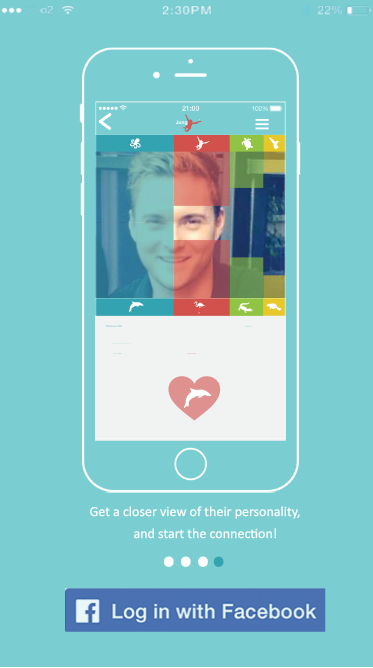 o2 2:30PM 22%
21:00 100%
Get a closer view of their personality,
and start the connection!
f Log in with Facebook